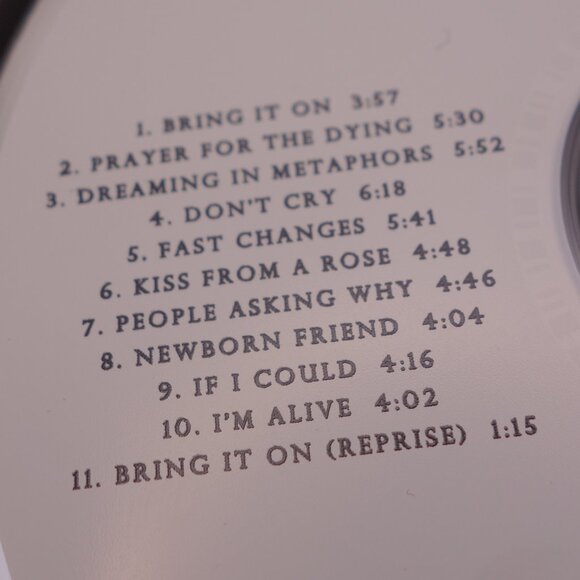 1. BRING IT ON 3:57
2. PRAYER FOR THE DYING 5:30
3. DREAMING IN METAPHORS 5:52
4. DON'T CRY 6:18
5. FAST CHANGES 5:41
6. KISS FROM A ROSE 4:48
7. PEOPLE ASKING WHY 4:46
8. NEWBORN FRIEND 4:04
9. IF I COULD 4:16
10. I'M ALIVE 4:02
11. BRING IT ON (REPRISE) 1:15